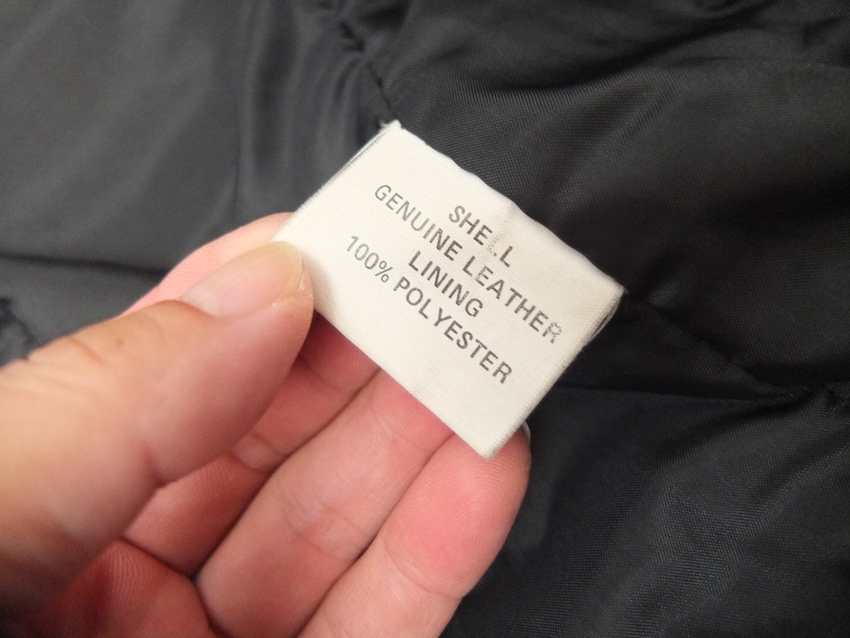 SHELL
GENUINE LEATHER
LINING
100% POLYESTER